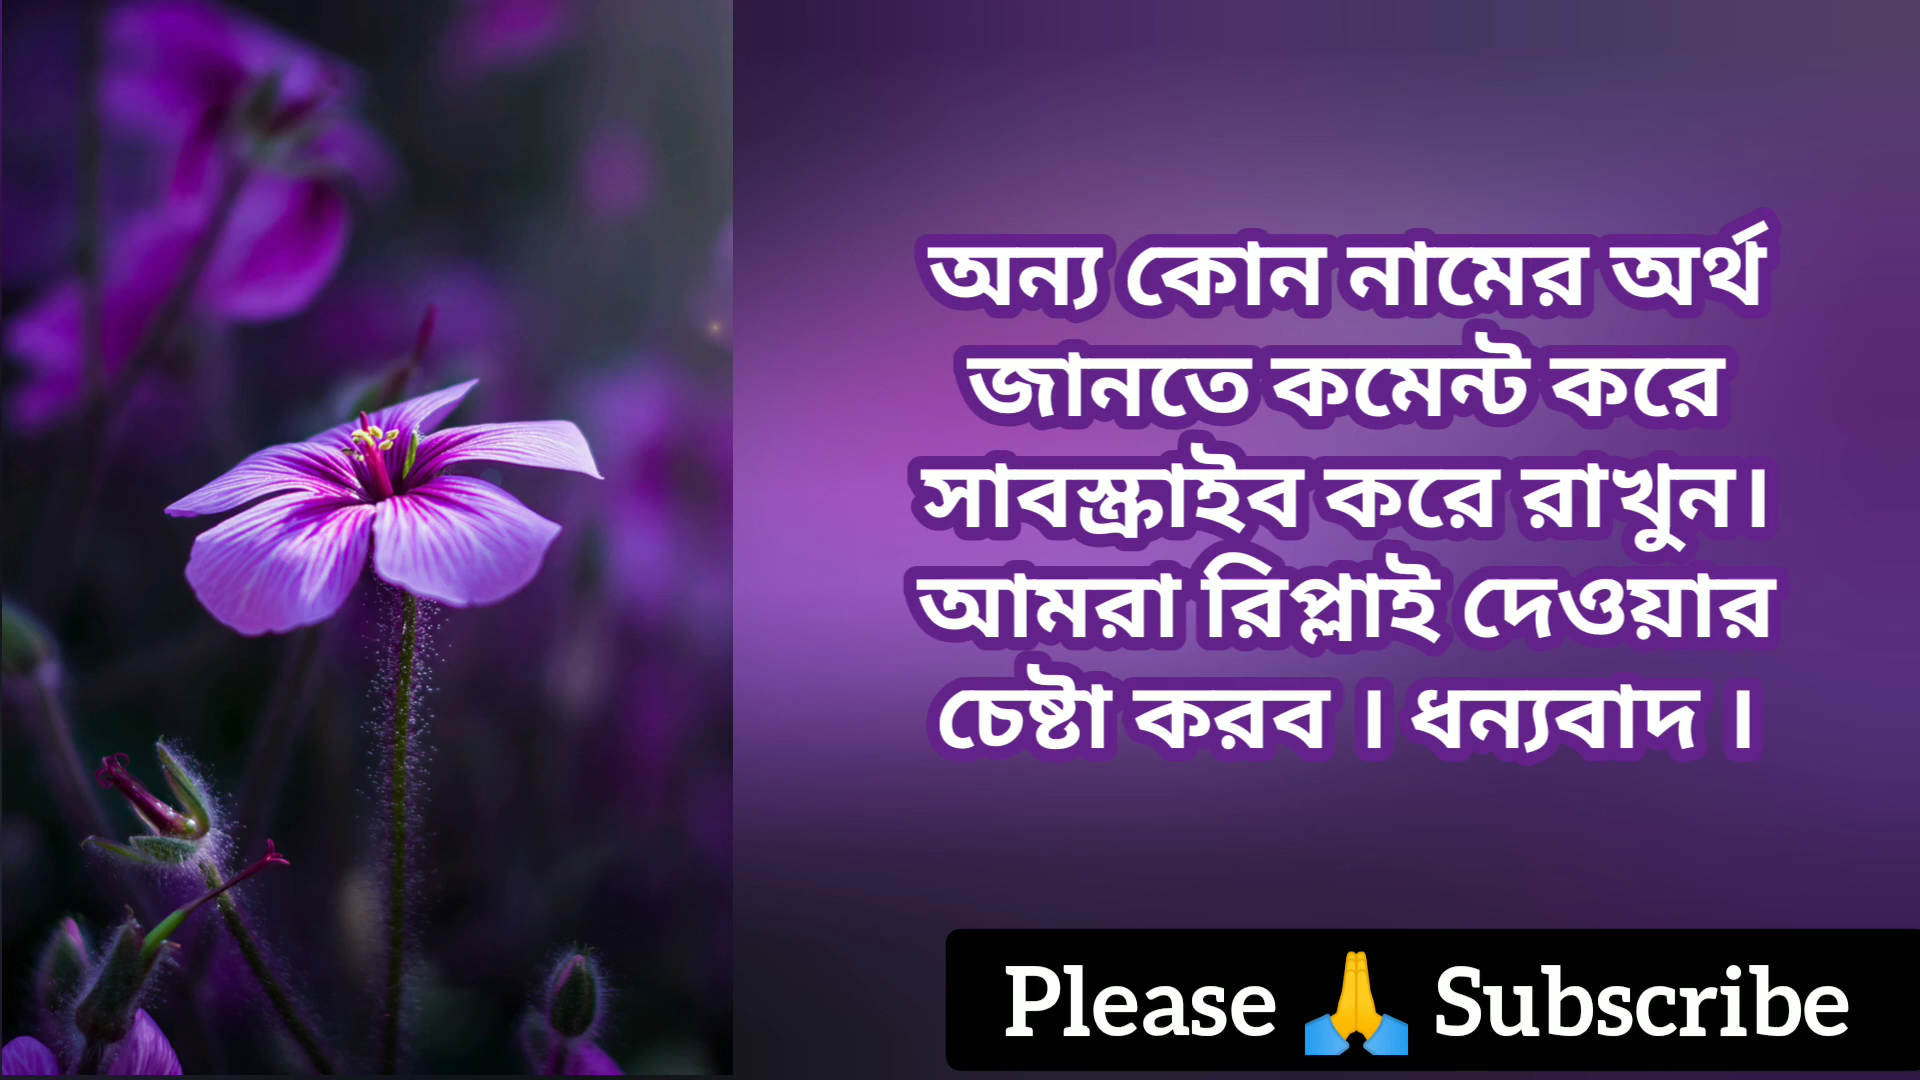 অন্য কোন নামের অর্থ
জানতে কমেন্ট করে
সাবস্ক্রাইব করে রাখুন।
আমরা রিপ্লাই দেওয়ার
চেষ্টা করব । ধন্যবাদ ।
Please 🙏 Subscribe